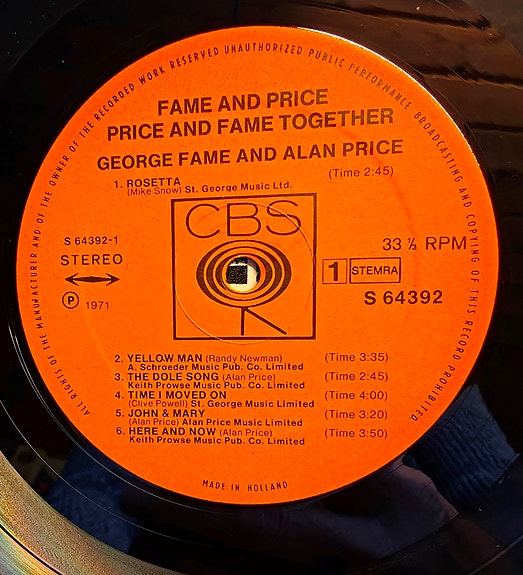 ALL RIGHTS OF THE MANUFACTURER AND OF THE OWNER OF THE RECORDED WORK RESERVED UNAUTHORIZED PUBLIC PERFORMANCE BROADCASTING AND COPYING OF THIS RECORD PROHIBITED
FAME AND PRICE
PRICE AND FAME TOGETHER
GEORGE FAME AND ALAN PRICE
1. ROSETTA (Time 2:45)
(Mike Snow) St. George Music Ltd.
CBS
S 64392-1
STEREO
℗ 1971
33 ⅓ RPM
1 STEMRA
S 64392
2. YELLOW MAN (Randy Newman) (Time 3:35)
A. Schroeder Music Pub. Co. Limited
3. THE DOLE SONG (Alan Price) (Time 2:45)
Keith Prowse Music Pub. Co. Limited
4. TIME I MOVED ON (Time 4:00)
(Clive Powell) St. George Music Limited
5. JOHN & MARY (Time 3:20)
(Alan Price) Alan Price Music Limited
6. HERE AND NOW (Alan Price) (Time 3:50)
Keith Prowse Music Pub. Co. Limited
MADE IN HOLLAND